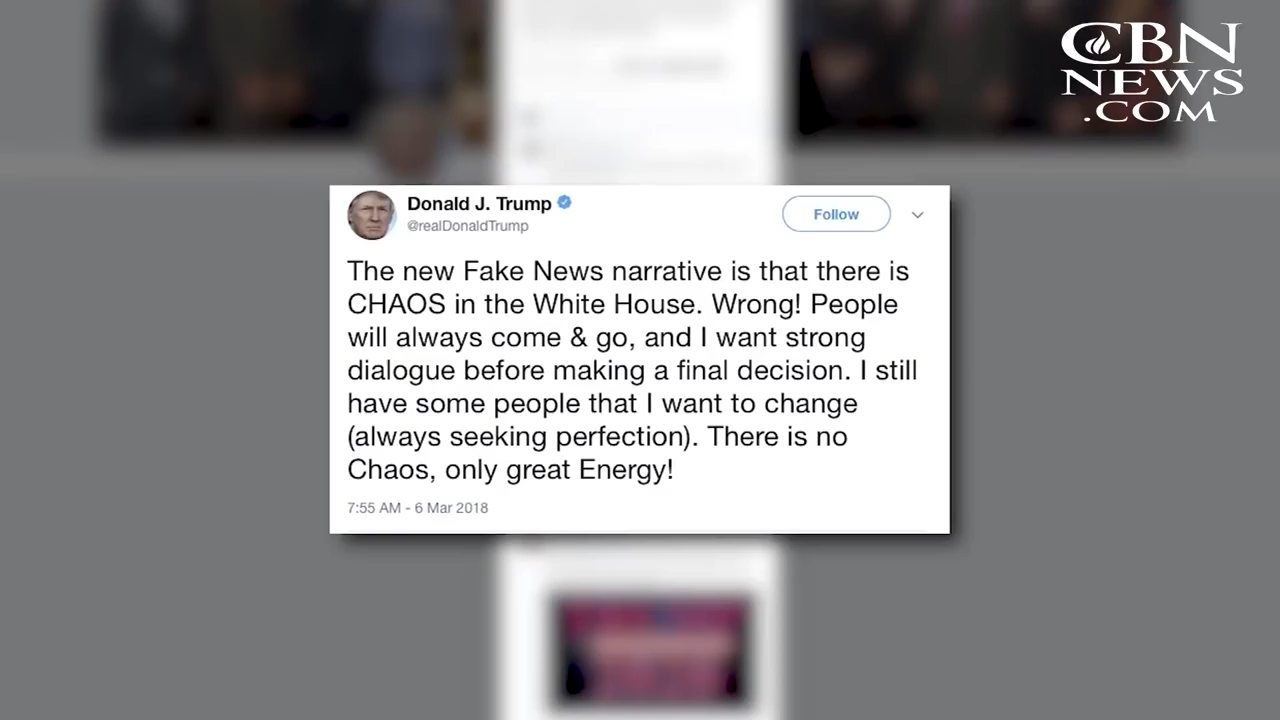 CBN
NEWS
.COM
Donald J. Trump
@realDonaldTrump
Follow
The new Fake News narrative is that there is
CHAOS in the White House. Wrong! People
will always come & go, and I want strong
dialogue before making a final decision. I still
have some people that I want to change
(always seeking perfection). There is no
Chaos, only great Energy!
7:55 AM - 6 Mar 2018